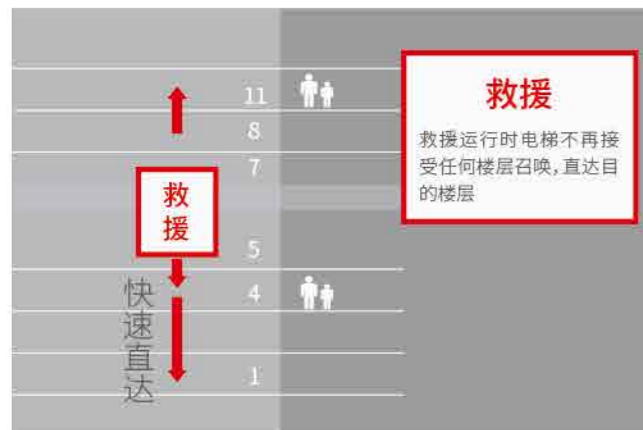 11
8
7
救援
5
4
1
快速直达
救援
救援运行时电梯不再接
受任何楼层召唤，直达目
的楼层